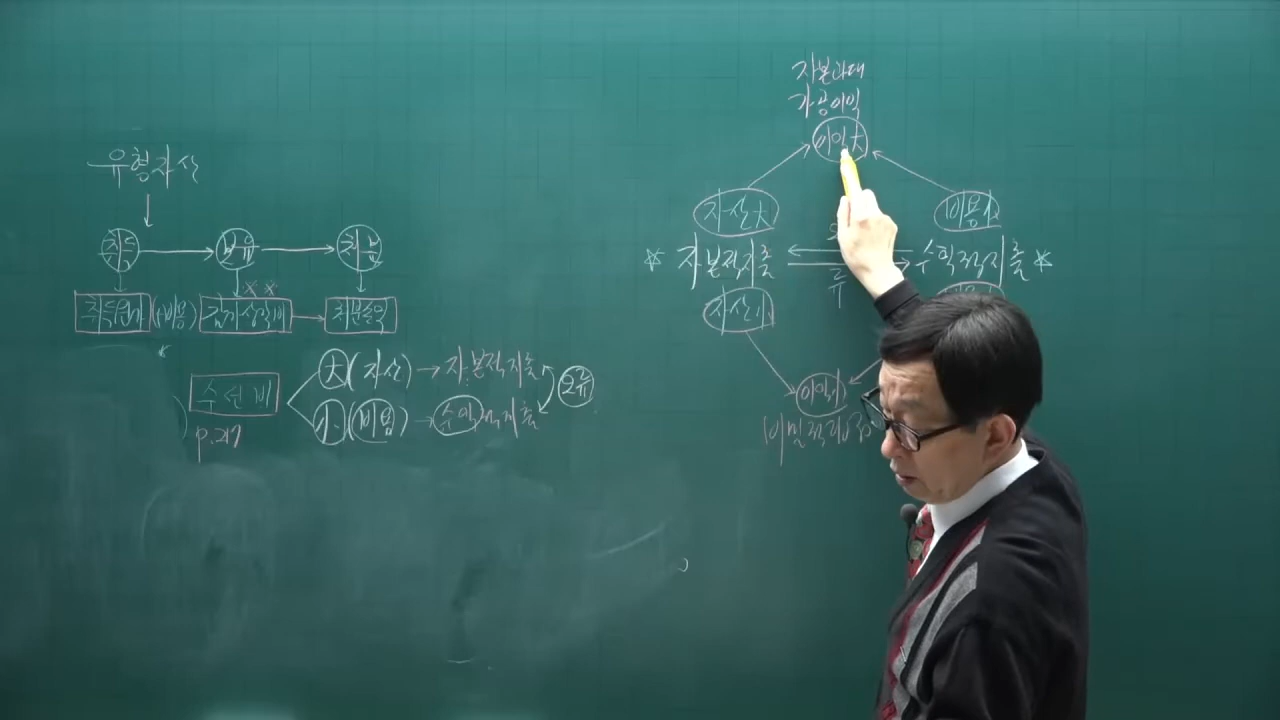 유형자산
취득 보유 처분
취득원가 (+비용) 감가상각비 처분손익
수선비
p.217
大 (자산) → 자본적지출
小 (비용) → 수익적지출
오류
자본과대
가공이익
이익大
자산大 비용小
* 자본적지출 수익적지출 *
류
자산小
이익小